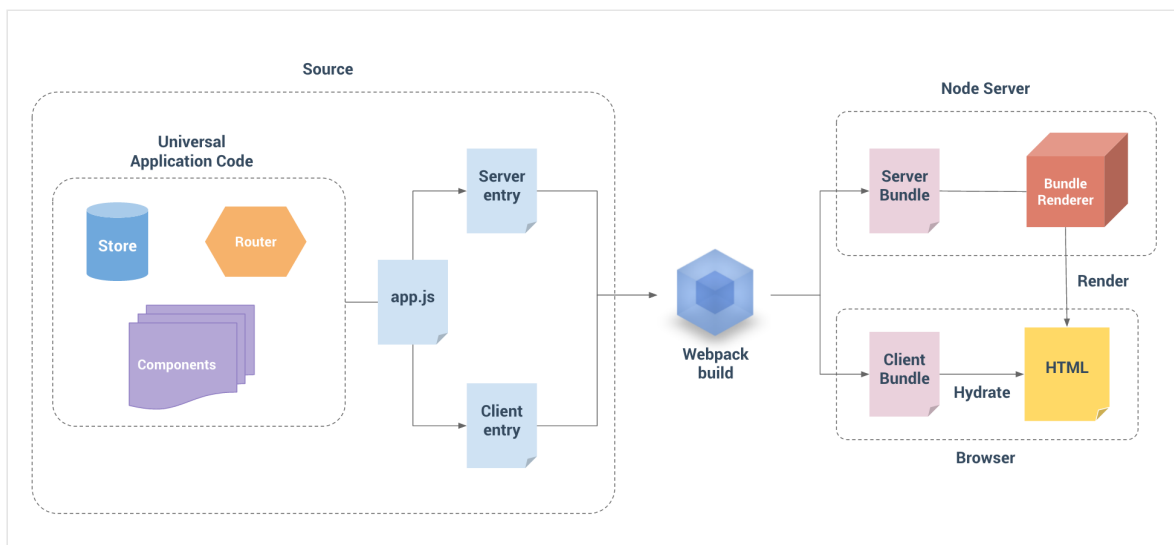 Source
Universal
Application Code
Store
Router
Components
app.js
Server
entry
Client
entry
Webpack
build
Node Server
Server
Bundle
Bundle
Renderer
Render
Client
Bundle
Hydrate
HTML
Browser